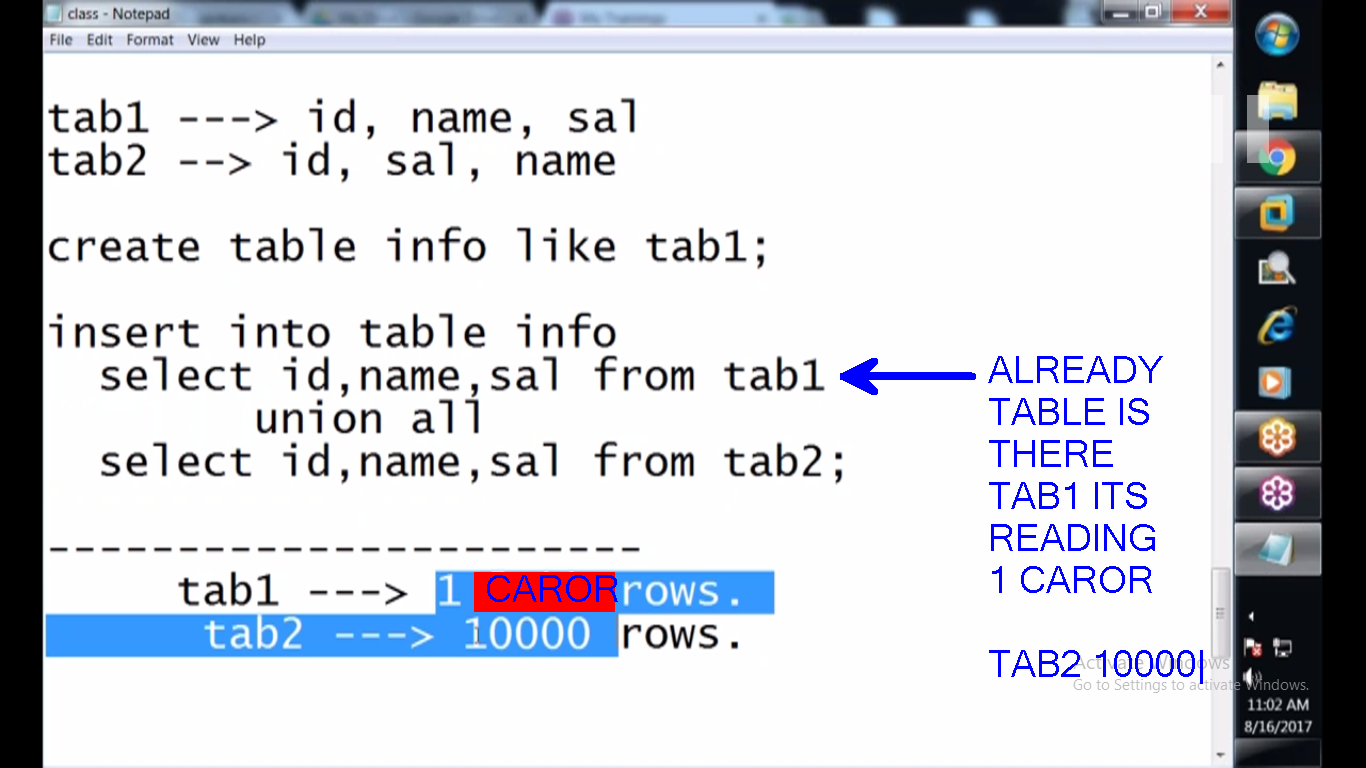 class - Notepad
File Edit Format View Help
tab1 ---> id, name, sal
tab2 --> id, sal, name
create table info like tab1;
insert into table info
select id,name,sal from tab1
union all
select id,name,sal from tab2;
-----------------------
tab1 ---> 1 CAROR rows.
tab2 ---> 10000 rows.
ALREADY
TABLE IS
THERE
TAB1 ITS
READING
1 CAROR
TAB2 10000
Activate Windows
Go to Settings to activate Windows.
11:02 AM
8/16/2017